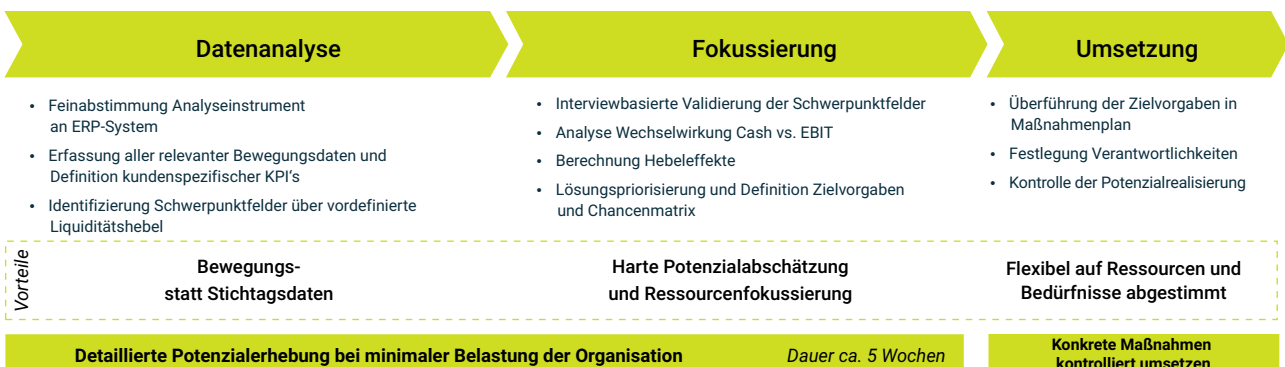 Datenanalyse
Fokussierung
Umsetzung
• Feinabstimmung Analyseinstrument
an ERP-System
• Erfassung aller relevanter Bewegungsdaten und
Definition kundenspezifischer KPI's
• Identifizierung Schwerpunktfelder über vordefinierte
Liquiditätshebel
• Interviewbasierte Validierung der Schwerpunktfelder
• Analyse Wechselwirkung Cash vs. EBIT
• Berechnung Hebeleffekte
• Lösungspriorisierung und Definition Zielvorgaben
und Chancenmatrix
• Überführung der Zielvorgaben in
Maßnahmenplan
• Festlegung Verantwortlichkeiten
• Kontrolle der Potenzialrealisierung
Vorteile
Bewegungs-
statt Stichtagsdaten
Harte Potenzialabschätzung
und Ressourcenfokussierung
Flexibel auf Ressourcen und
Bedürfnisse abgestimmt
Detaillierte Potenzialerhebung bei minimaler Belastung der Organisation
Dauer ca. 5 Wochen
Konkrete Maßnahmen
kontrolliert umsetzen